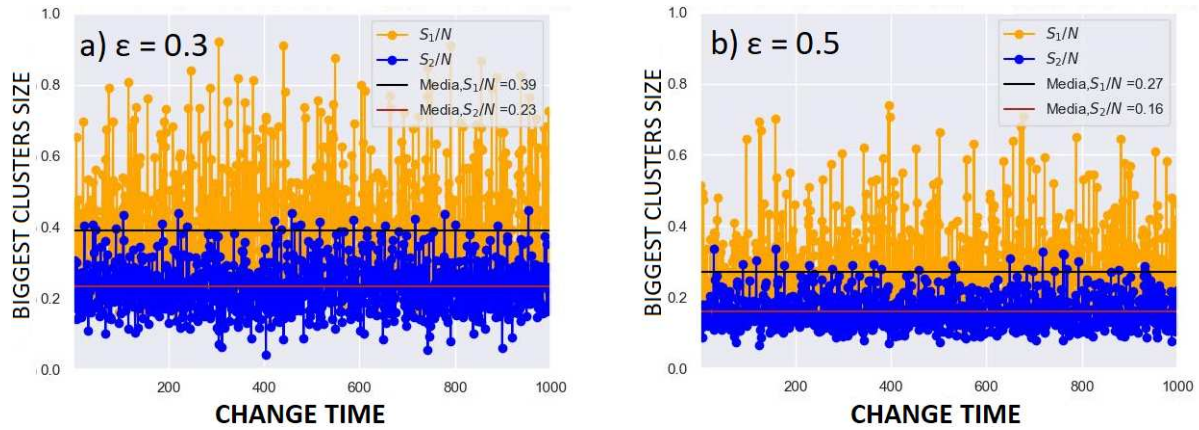 a) ε = 0.3
S₁/N
S₂/N
Media,S₁/N =0.39
Media,S₂/N =0.23
BIGGEST CLUSTERS SIZE
1.0
0.8
0.6
0.4
0.2
0.0
200
400
600
800
1000
CHANGE TIME
b) ε = 0.5
S₁/N
S₂/N
Media,S₁/N =0.27
Media,S₂/N =0.16
BIGGEST CLUSTERS SIZE
1.0
0.8
0.6
0.4
0.2
0.0
200
400
600
800
1000
CHANGE TIME